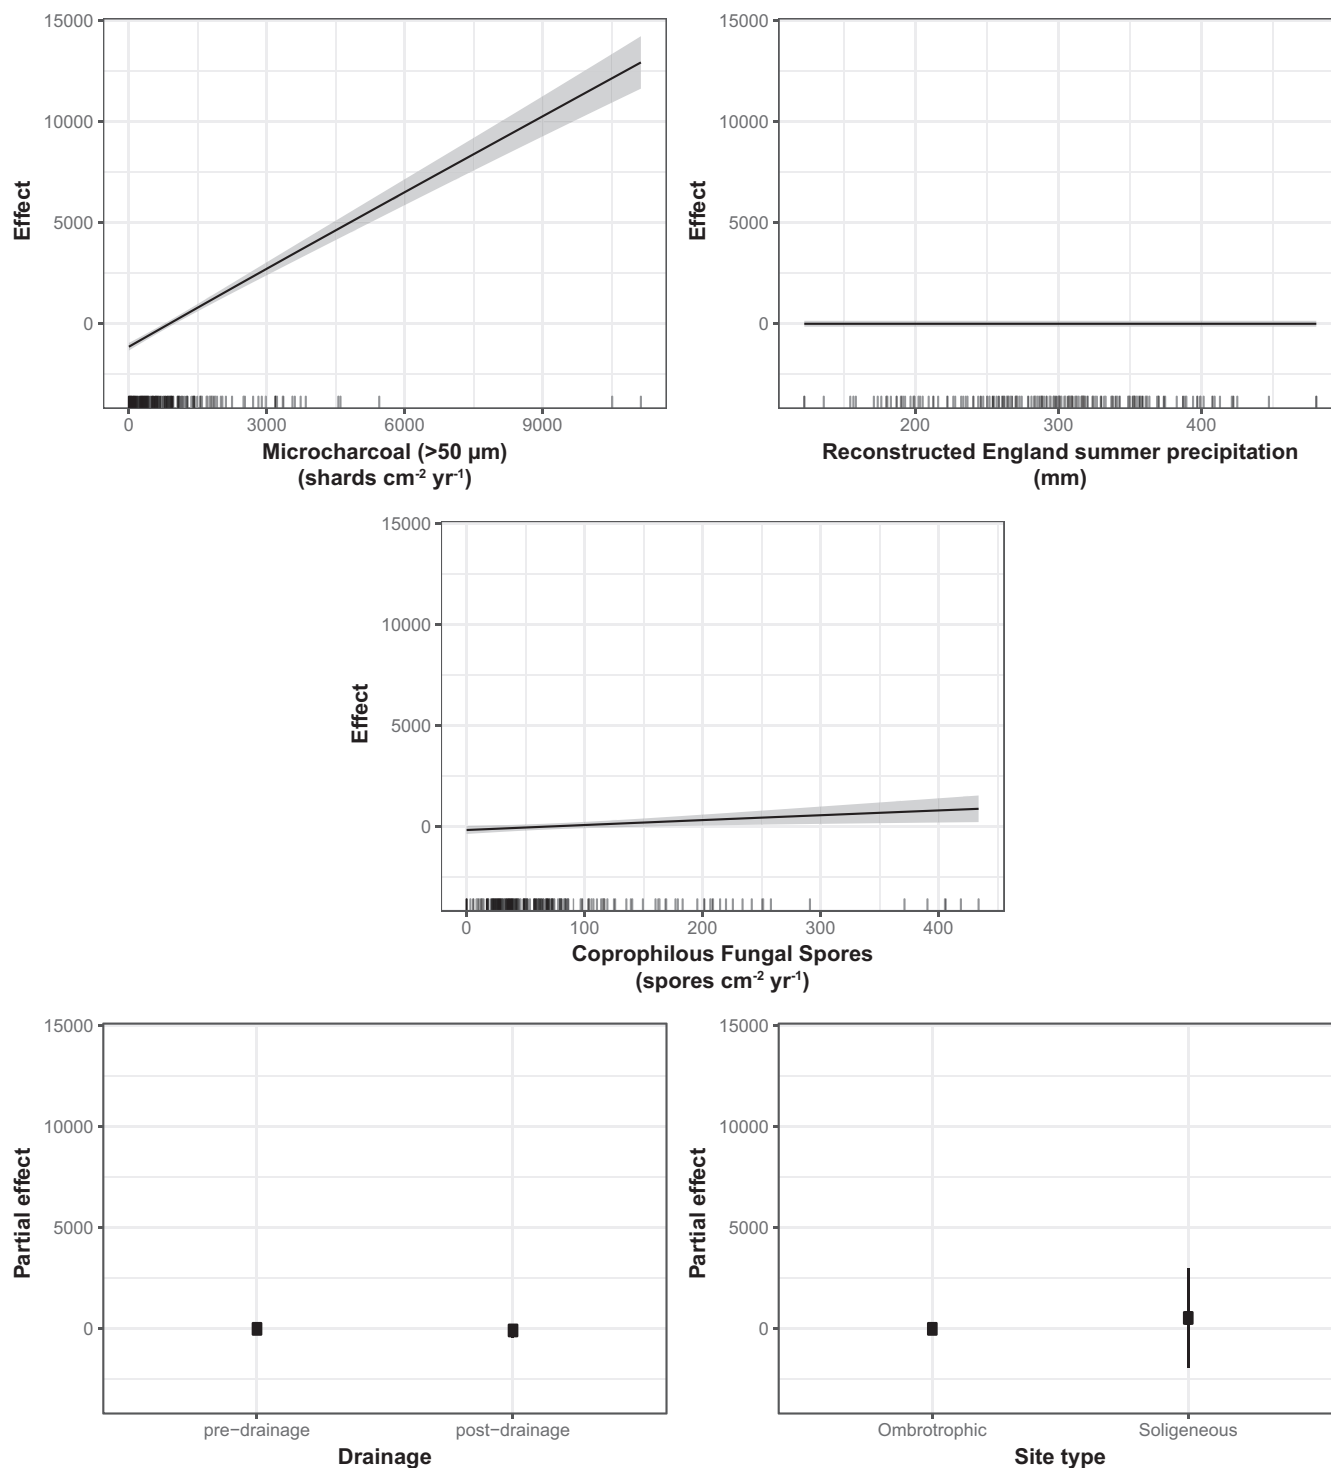 15000
10000
5000
0
Effect
0 3000 6000 9000
Microcharcoal (>50 µm)
(shards cm⁻² yr⁻¹)
15000
10000
5000
0
Effect
200 300 400
Reconstructed England summer precipitation
(mm)
15000
10000
5000
0
Effect
0 100 200 300 400
Coprophilous Fungal Spores
(spores cm⁻² yr⁻¹)
15000
10000
5000
0
Partial effect
pre−drainage post−drainage
Drainage
15000
10000
5000
0
Partial effect
Ombrotrophic Soligeneous
Site type